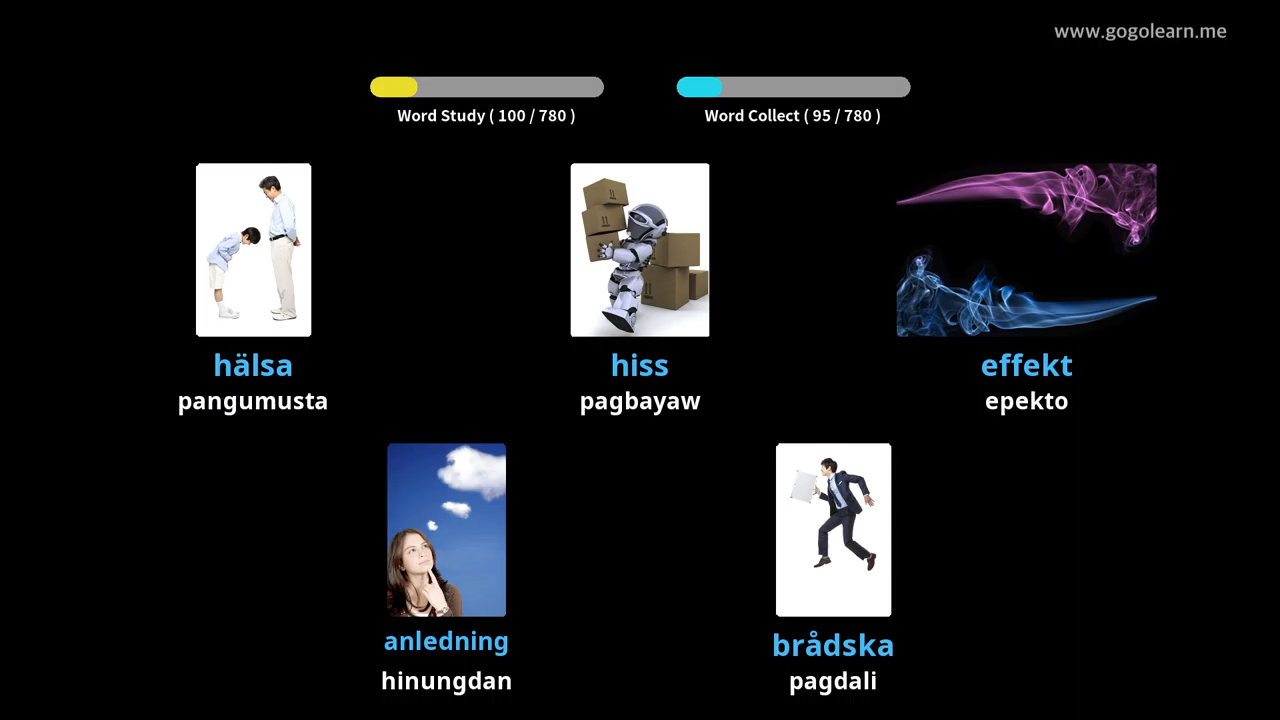 www.gogolearn.me
Word Study ( 100 / 780 )
Word Collect ( 95 / 780 )
hälsa
pangumusta
hiss
pagbayaw
effekt
epekto
anledning
hinungdan
brådska
pagdali